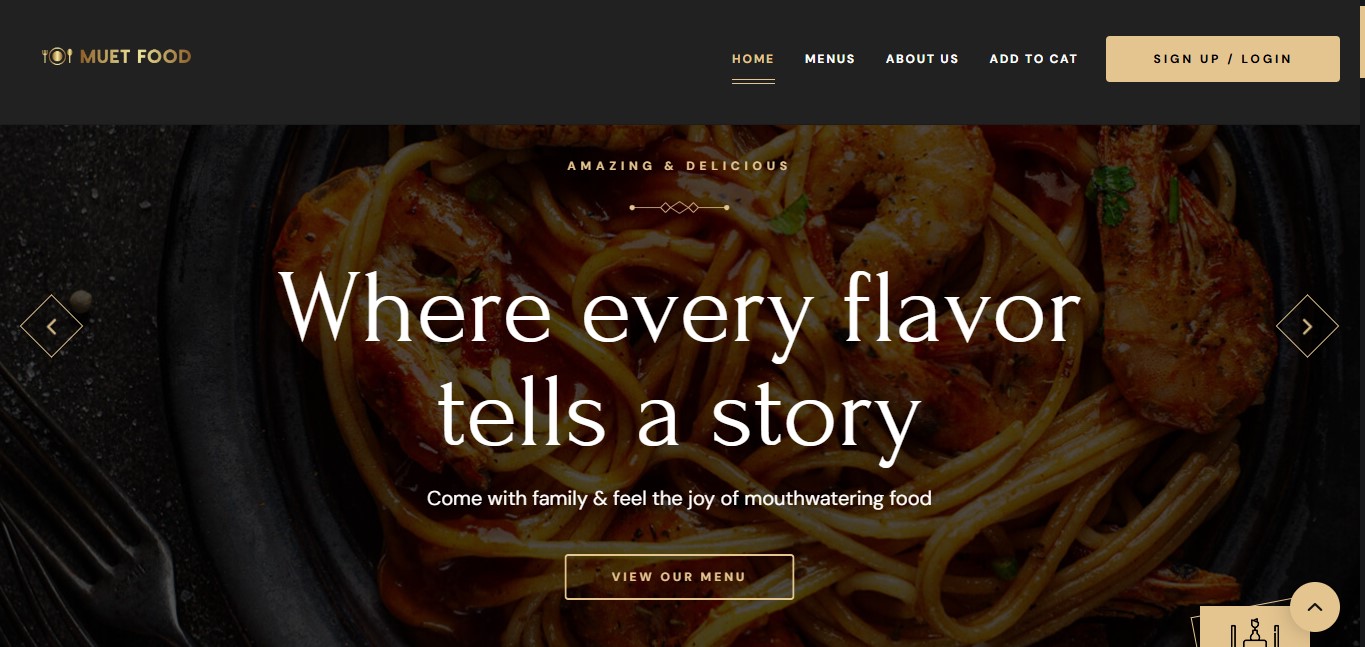 MUET FOOD
HOME MENUS ABOUT US ADD TO CAT SIGN UP / LOGIN
AMAZING & DELICIOUS
Where every flavor
tells a story
Come with family & feel the joy of mouthwatering food
VIEW OUR MENU